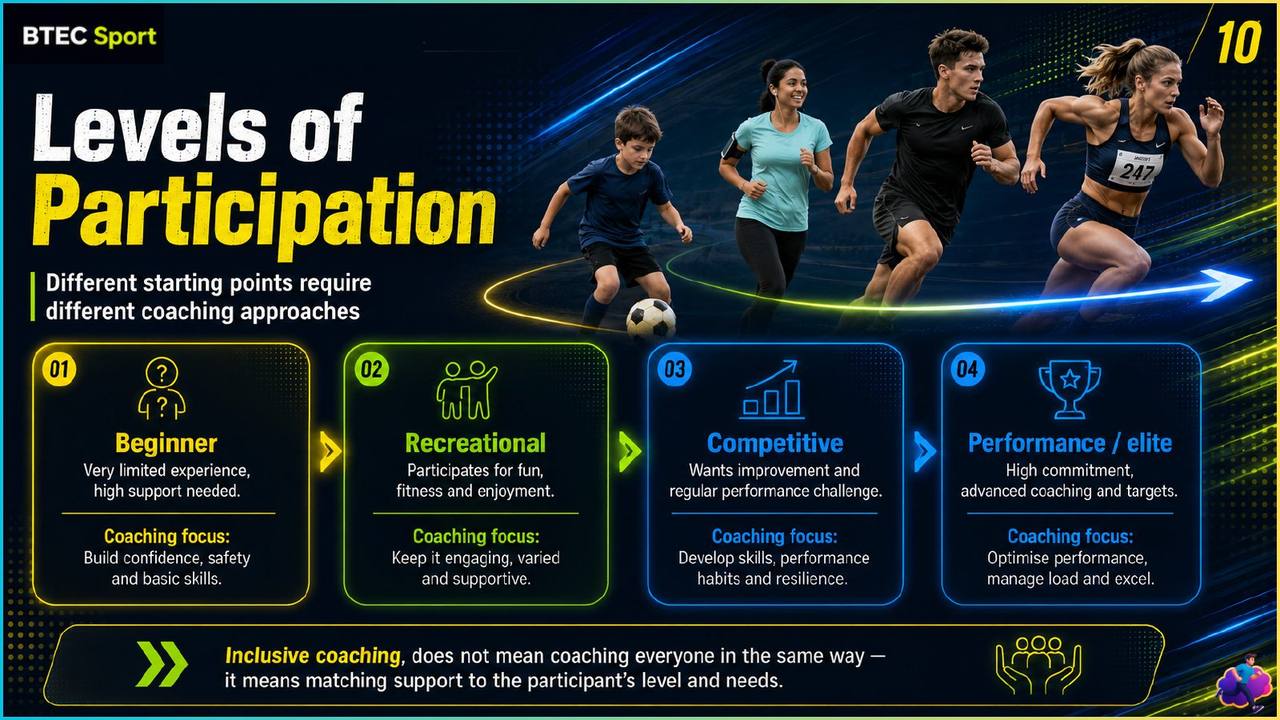 BTEC Sport
10
Levels of
Participation
Different starting points require
different coaching approaches
247
01
?
?
Beginner
Very limited experience,
high support needed.
Coaching focus:
Build confidence, safety
and basic skills.
02
Recreational
Participates for fun,
fitness and enjoyment.
Coaching focus:
Keep it engaging, varied
and supportive.
03
Competitive
Wants improvement and
regular performance challenge.
Coaching focus:
Develop skills, performance
habits and resilience.
04
Performance / elite
High commitment,
advanced coaching and targets.
Coaching focus:
Optimise performance,
manage load and excel.
Inclusive coaching, does not mean coaching everyone in the same way —
it means matching support to the participant's level and needs.